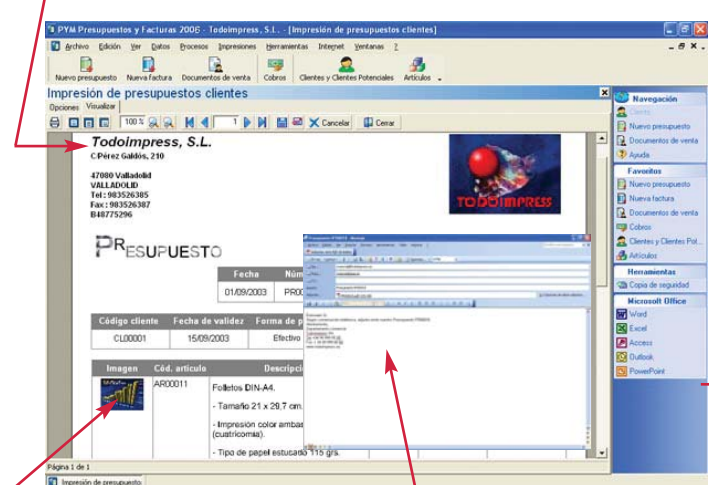 PYM Presupuestos y Facturas 2006 - Todoimpress, S.L. - [Impresión de presupuestos clientes]
Archivo Edición Ver Datos Procesos Impresiones Herramientas Internet Ventanas ?
Nuevo presupuesto Nueva factura Documentos de venta Cobros Clientes y Clientes Potenciales Artículos
Impresión de presupuestos clientes
Opciones Visualizar
100 % 1 Cancelar Cerrar
Todoimpress, S.L.
C/Pérez Galdós, 210
47080 Valladolid
VALLADOLID
Tel: 983526385
Fax: 983526387
B48775296
TODOIMPRESS
PRESUPUESTO
Fecha Núm
01/09/2003 PR00
Código cliente Fecha de validez Forma de p
CL00001 15/09/2003 Efectivo
Imagen Cód. artículo Descripci
AR00011 Folletos DIN-A4.
- Tamaño 21 x 29,7 cm.
- Impresión color ambas
(cuatricomia).
- Tipo de papel estucado 115 grs.
Página 1 de 1
Impresión de presupuesto
Navegación
Nuevo presupuesto
Documentos de venta
Ayuda
Favoritos
Nuevo presupuesto
Nueva factura
Documentos de venta
Cobros
Clientes y Clientes Pot...
Artículos
Herramientas
Copia de seguridad
Microsoft Office
Word
Excel
Access
Outlook
PowerPoint